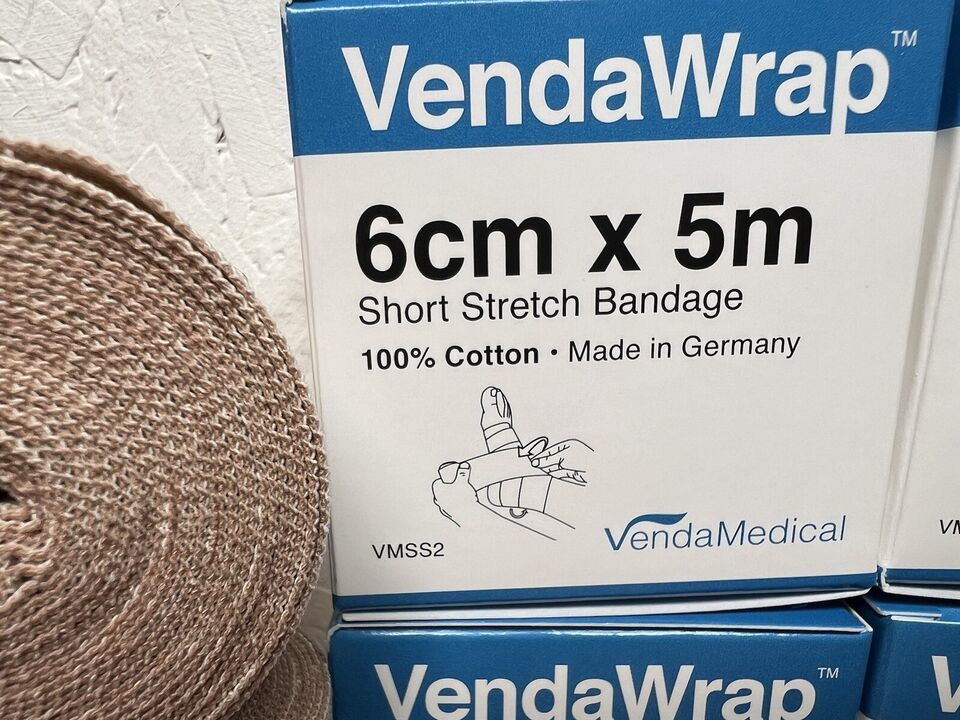 VendaWrap™
6cm x 5m
Short Stretch Bandage
100% Cotton • Made in Germany
VMSS2
VendaMedical
VendaWrap™